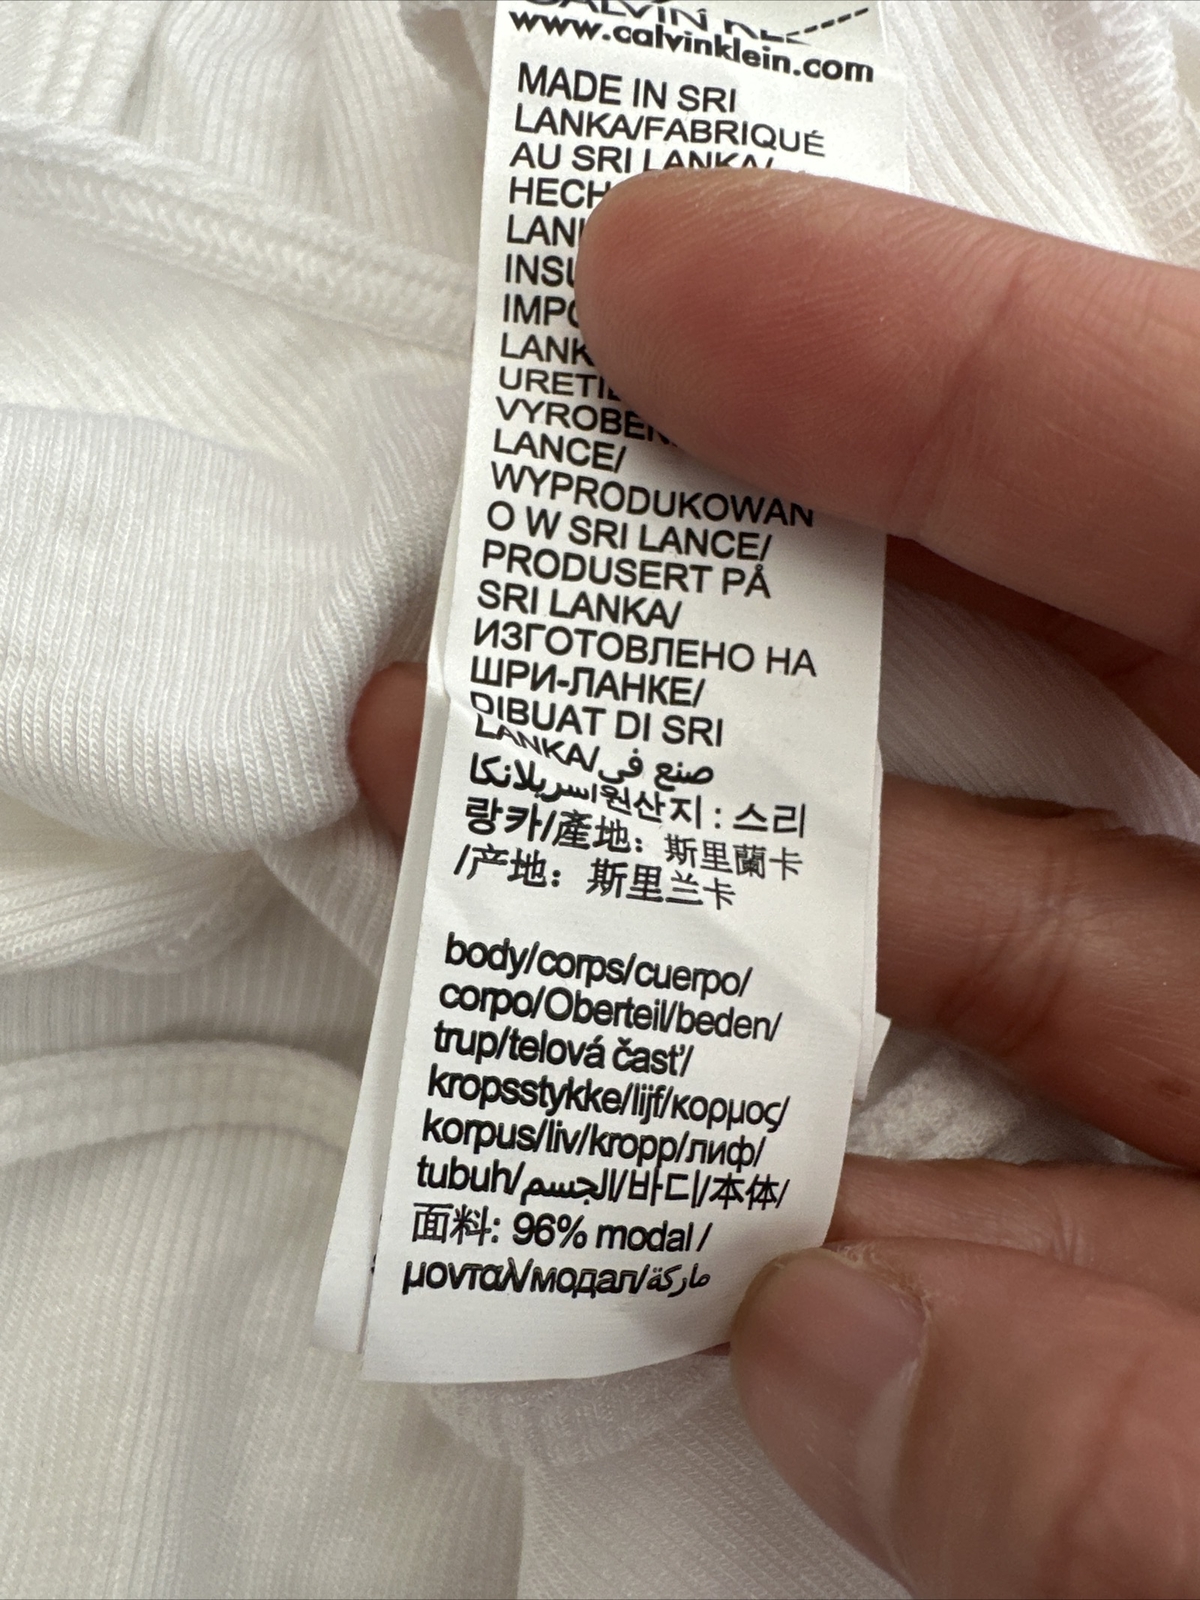 www.calvinklein.com
MADE IN SRI
LANKA/FABRIQUÉ
AU SRI LANKA/
LANCE/
WYPRODUKOWAN
O W SRI LANCE/
PRODUSERT PÅ
SRI LANKA/
ИЗГОТОВЛЕНО НА
ШРИ-ЛАНКЕ/
DIBUAT DI SRI
LANKA/صنع في
سريلانكا/원산지 : 스리
랑카/產地: 斯里蘭卡
/产地: 斯里兰卡
body/corps/cuerpo/
corpo/Oberteil/beden/
trup/telová časť/
kropsstykke/lijf/κορμος/
korpus/liv/kropp/лиф/
tubuh/الجسم/바디/本体/
面料: 96% modal /
μονταλ/модал/ماركة